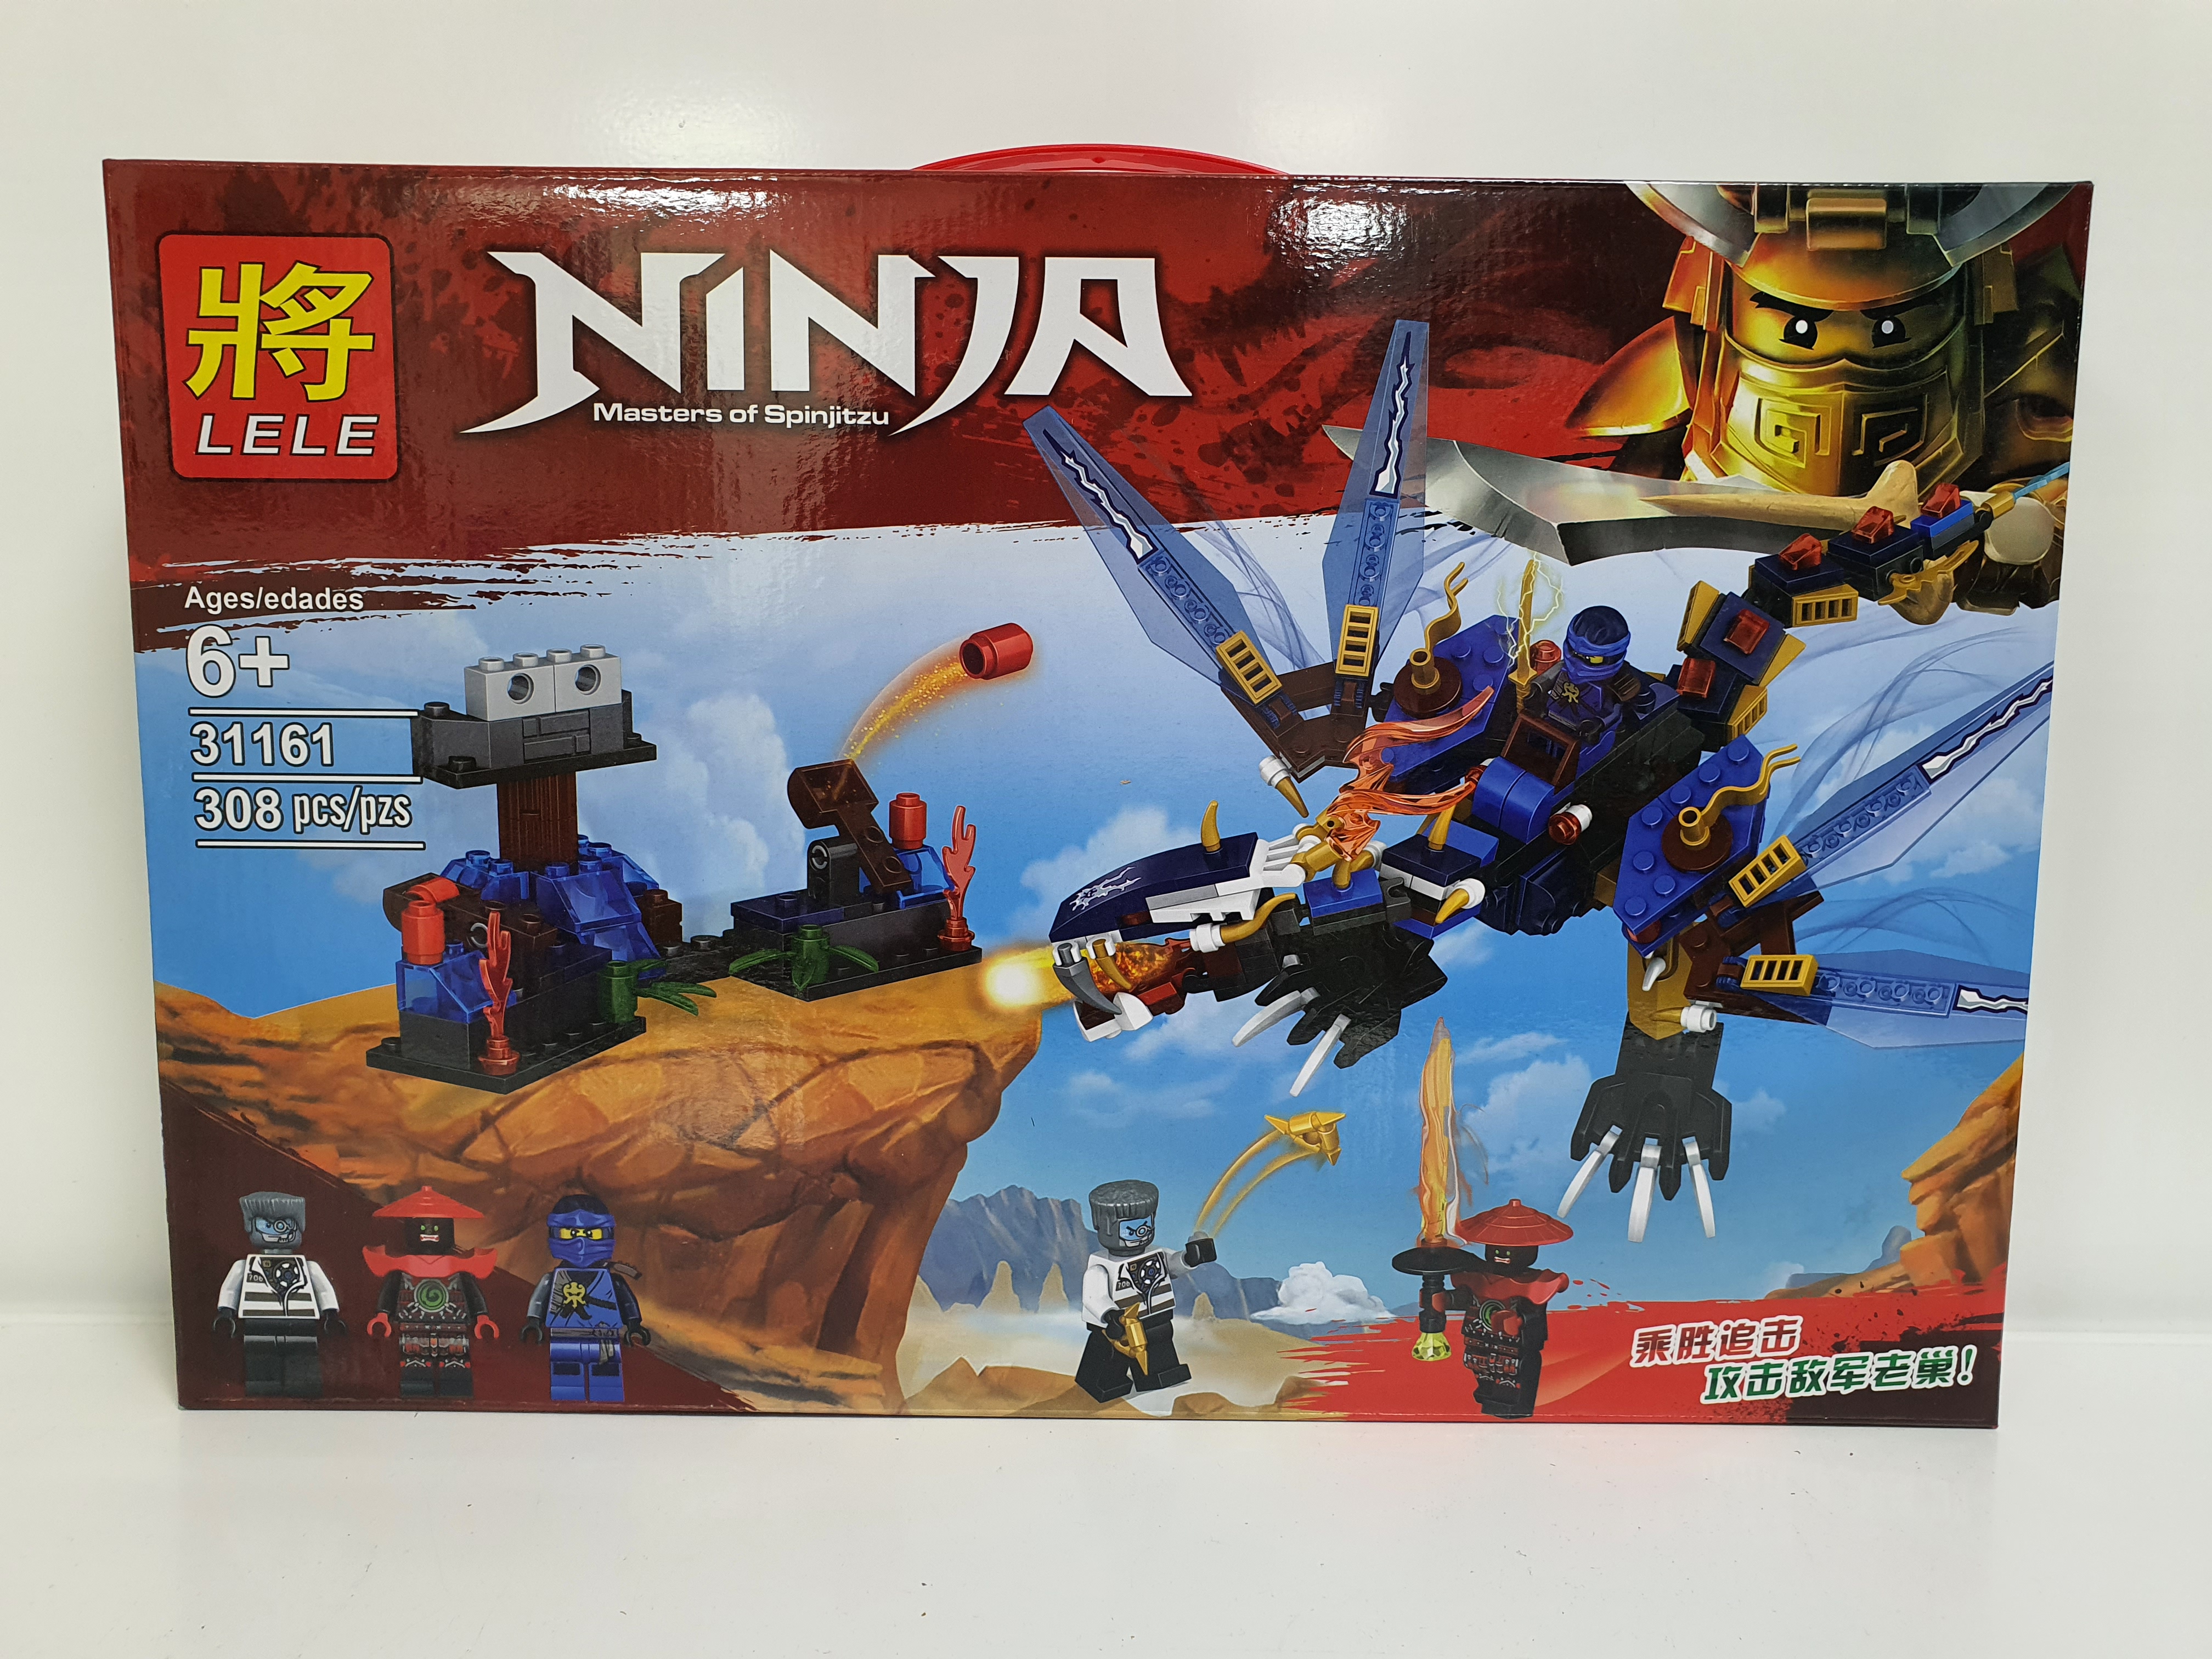 將
LELE
NINJA
Masters of Spinjitzu
Ages/edades
6+
31161
308 pcs/pzs
乘胜追击
攻击敌军老巢!